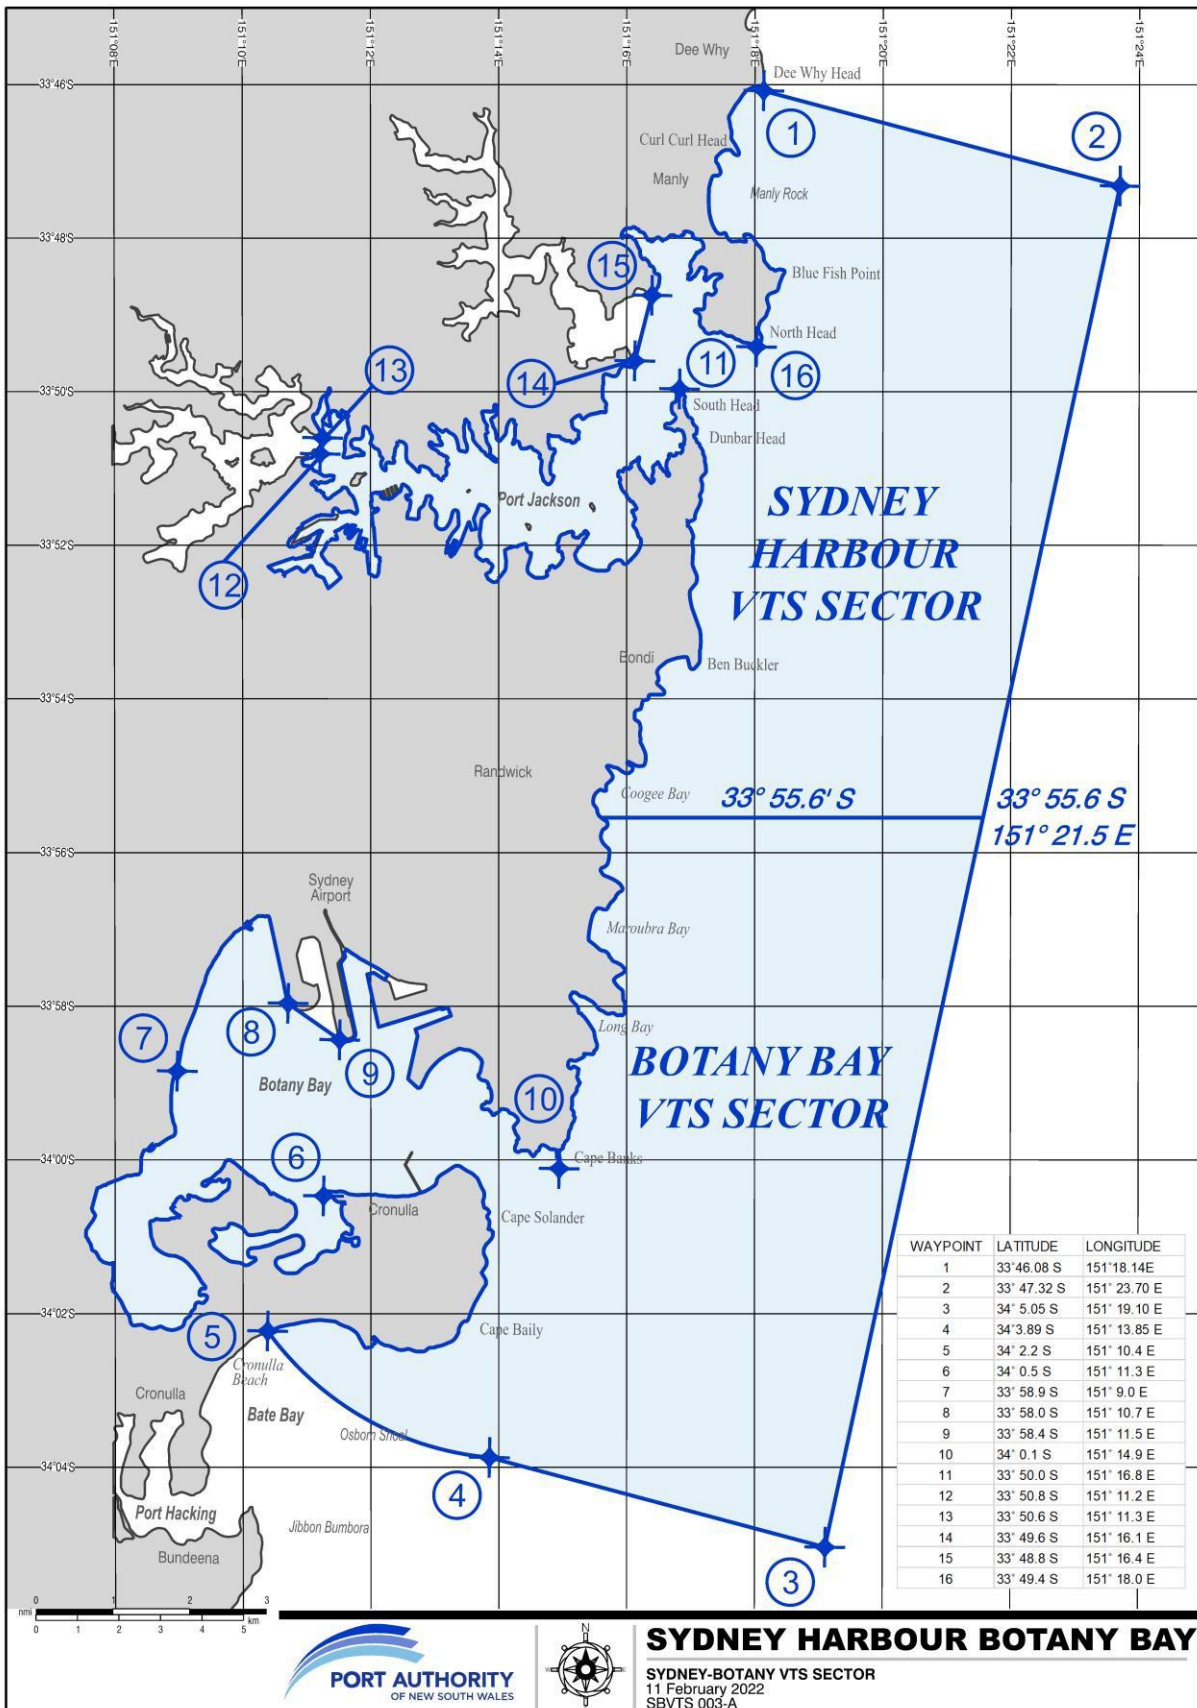 151°08'E
151°10'E
151°12'E
151°14'E
151°16'E
151°18'E
151°20'E
151°22'E
151°24'E
Dee Why
Dee Why Head
33°46'S
1
2
Curl Curl Head
Manly
Manly Rock
33°48'S
15
Blue Fish Point
North Head
13
11
14
16
33°50'S
South Head
Dunbar Head
Port Jackson
SYDNEY
HARBOUR
VTS SECTOR
33°52'S
12
Bondi
Ben Buckler
33°54'S
Randwick
Coogee Bay
33° 55.6' S
33° 55.6 S
151° 21.5 E
33°56'S
Sydney
Airport
Maroubra Bay
33°58'S
8
7
9
Long Bay
Botany Bay
BOTANY BAY
VTS SECTOR
10
34°00'S
6
Cape Banks
Cronulla
Cape Solander
34°02'S
5
Cape Baily
Cronulla
Beach
Cronulla
Bate Bay
Osborn Shoal
34°04'S
4
Port Hacking
Jibbon Bumbora
Bundeena
3
WAYPOINT LATITUDE LONGITUDE
1 33°46.08 S 151°18.14E
2 33° 47.32 S 151° 23.70 E
3 34° 5.05 S 151° 19.10 E
4 34°3.89 S 151° 13.85 E
5 34° 2.2 S 151° 10.4 E
6 34° 0.5 S 151° 11.3 E
7 33° 58.9 S 151° 9.0 E
8 33° 58.0 S 151° 10.7 E
9 33° 58.4 S 151° 11.5 E
10 34° 0.1 S 151° 14.9 E
11 33° 50.0 S 151° 16.8 E
12 33° 50.8 S 151° 11.2 E
13 33° 50.6 S 151° 11.3 E
14 33° 49.6 S 151° 16.1 E
15 33° 48.8 S 151° 16.4 E
16 33° 49.4 S 151° 18.0 E
nmi 0 1 2 3
0 1 2 3 4 5 km
PORT AUTHORITY
OF NEW SOUTH WALES
N
W E
S
SYDNEY HARBOUR BOTANY BAY
SYDNEY-BOTANY VTS SECTOR
11 February 2022
SBVTS 003-A